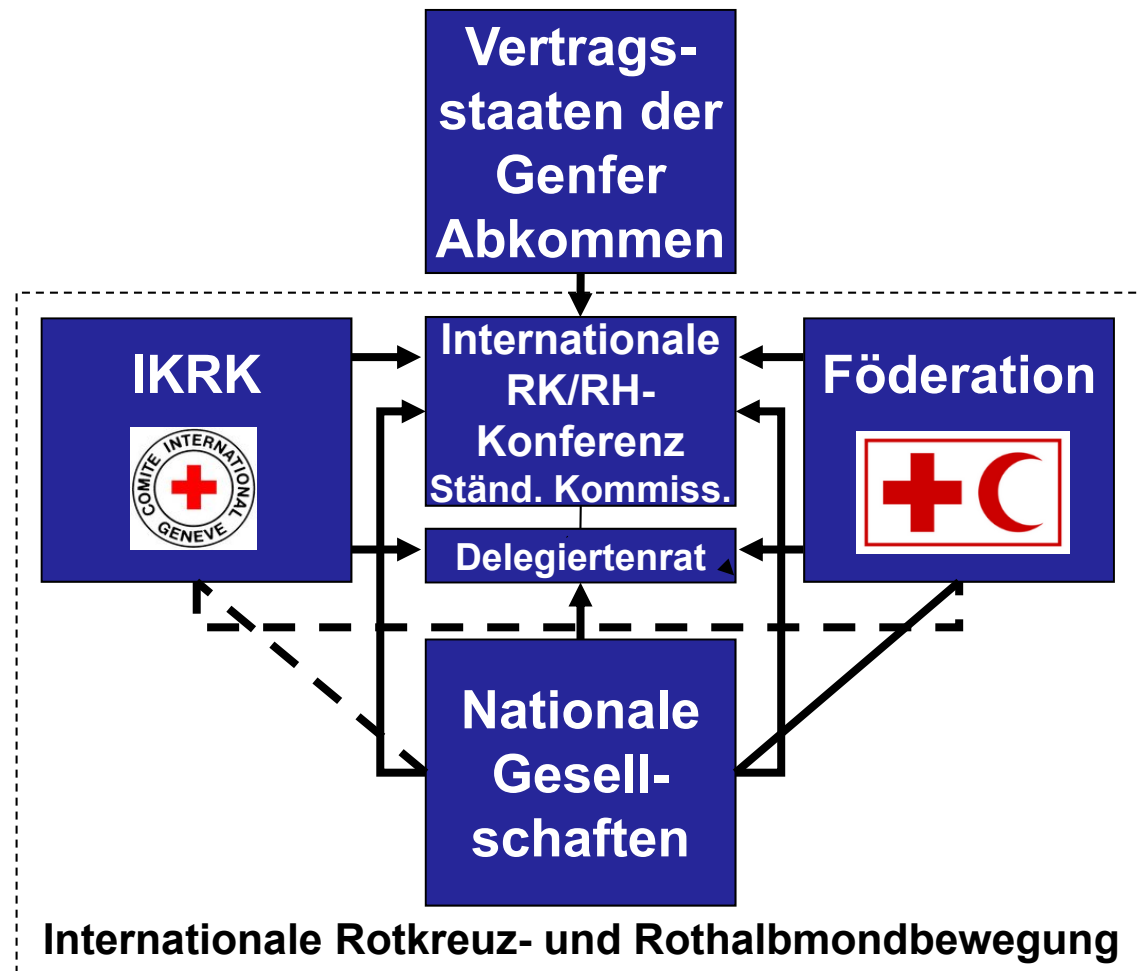 Vertrags-
staaten der
Genfer
Abkommen
IKRK
COMITE INTERNATIONAL
GENEVE
Internationale
RK/RH-
Konferenz
Ständ. Kommiss.
Föderation
Delegiertenrat
Nationale
Gesell-
schaften
Internationale Rotkreuz- und Rothalbmondbewegung